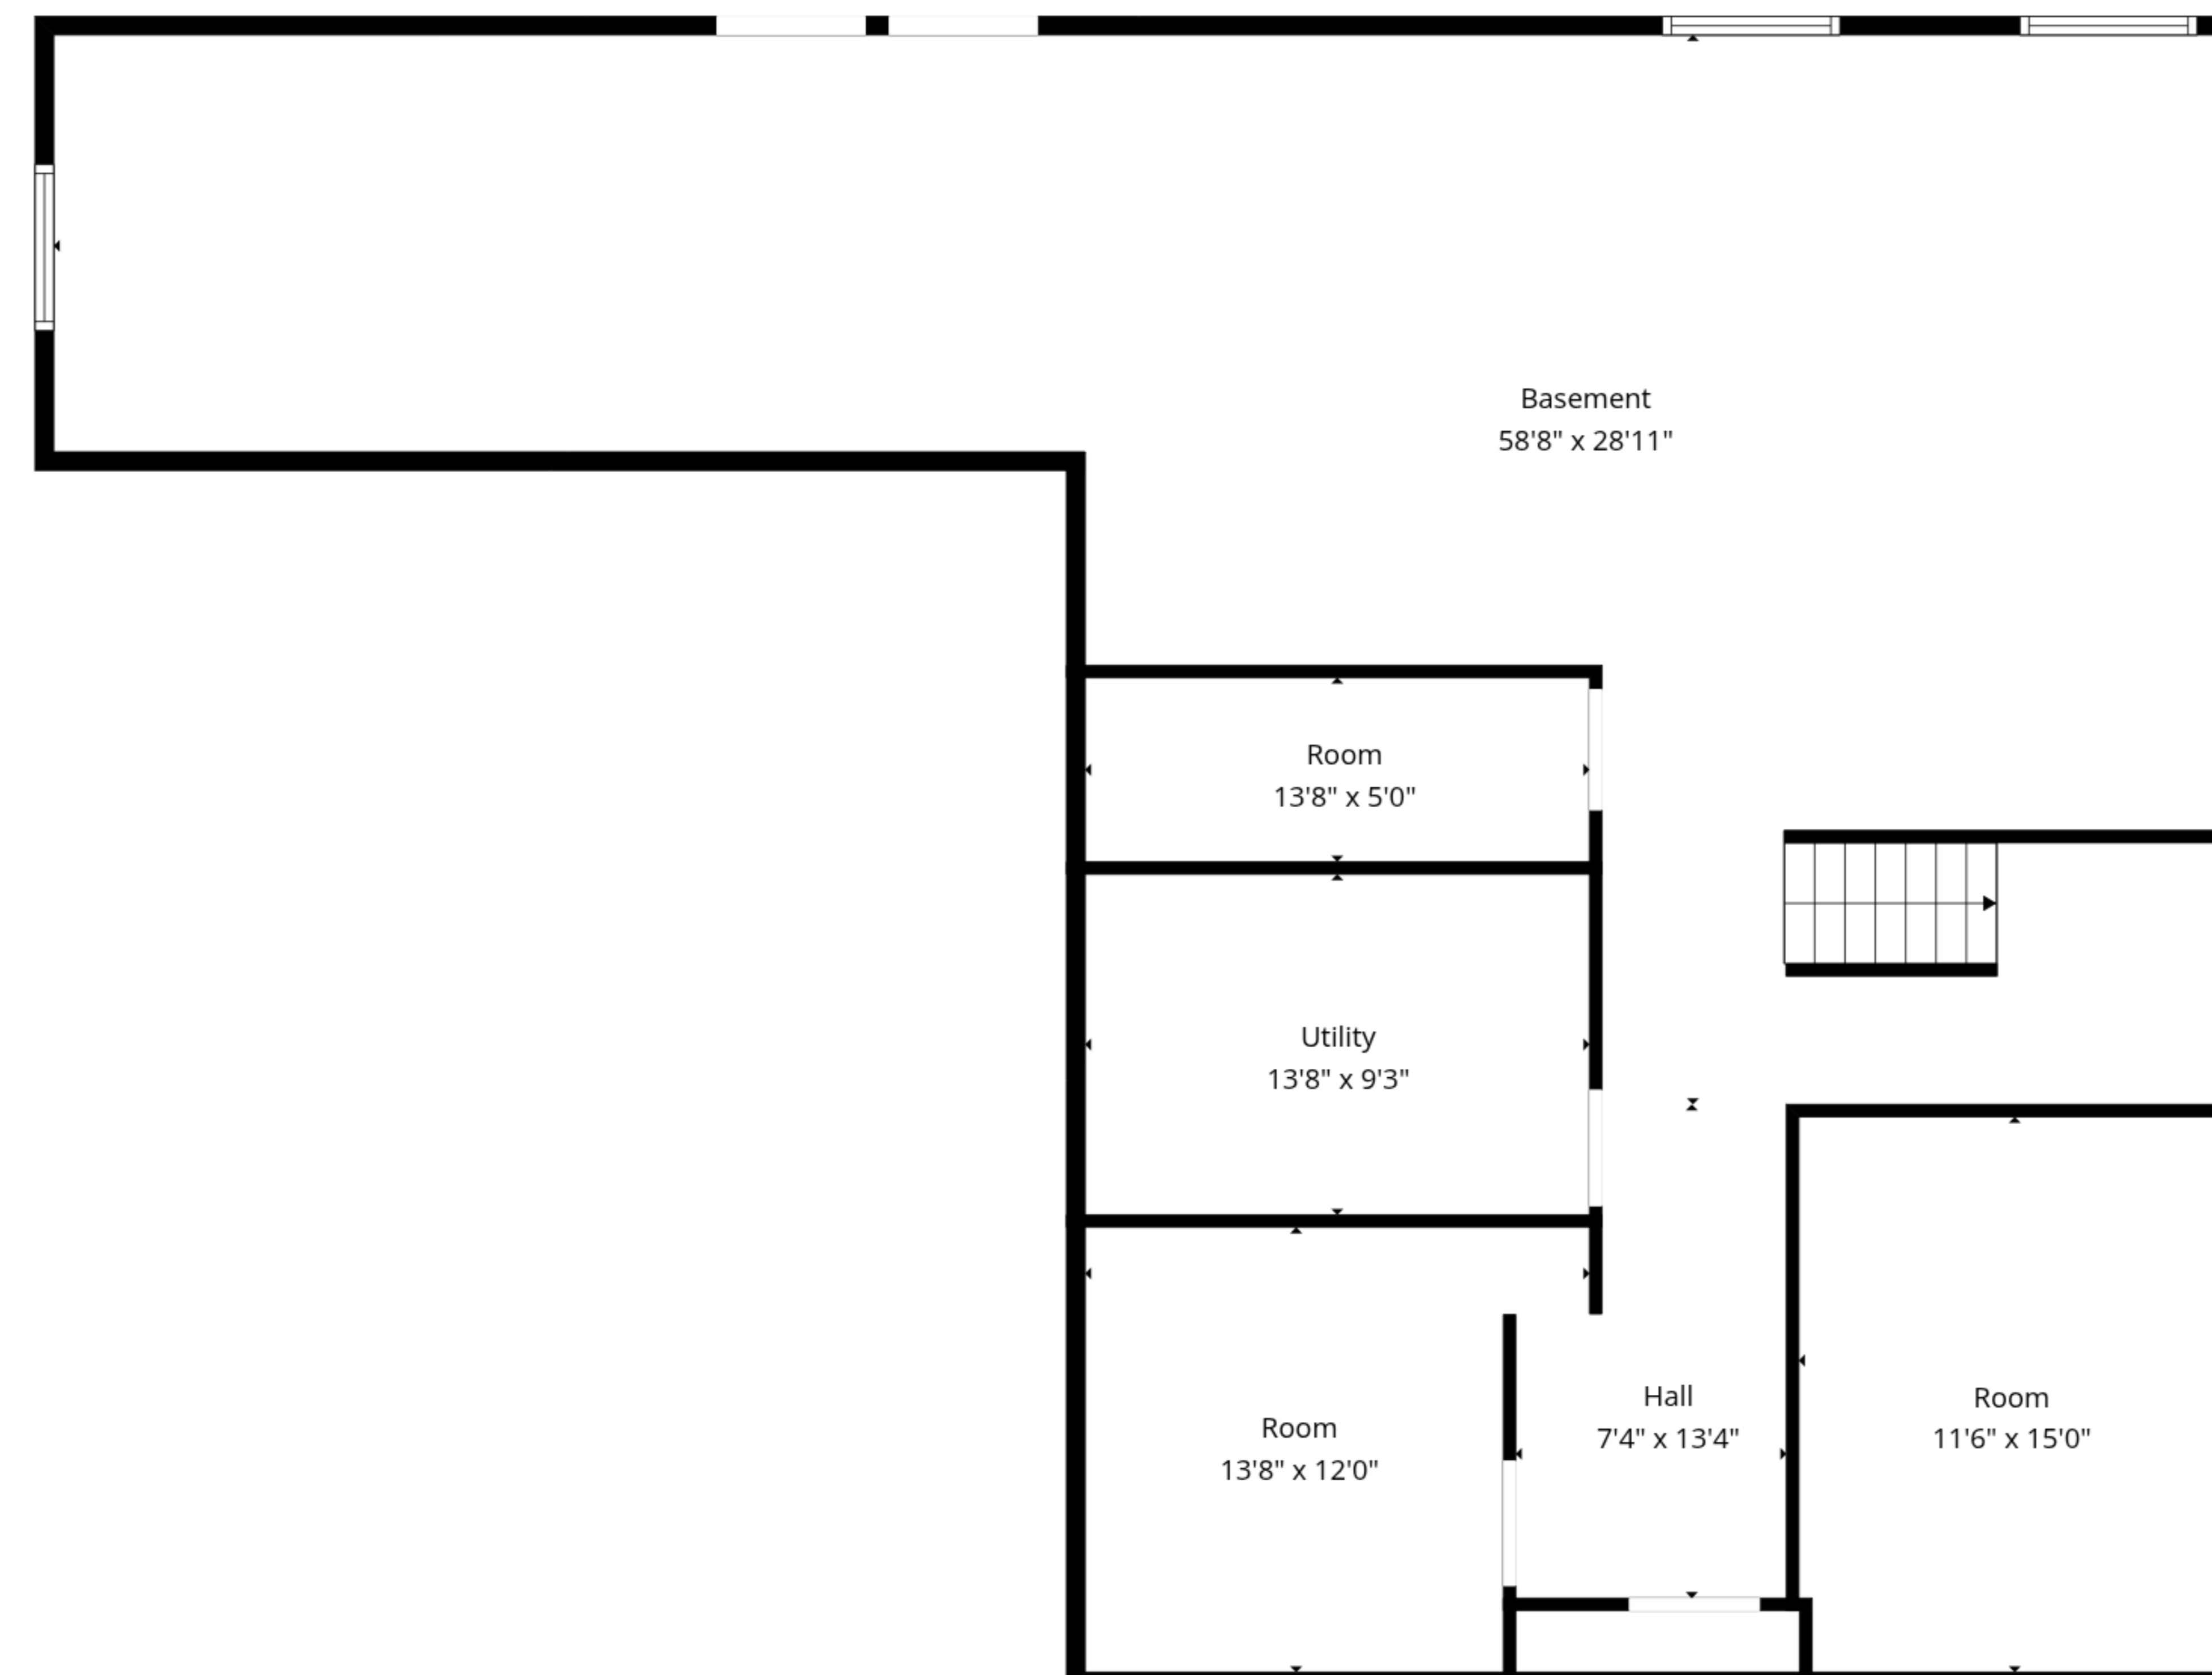 Basement
58'8" x 28'11"
Room
13'8" x 5'0"
Utility
13'8" x 9'3"
Hall
7'4" x 13'4"
Room
11'6" x 15'0"
Room
13'8" x 12'0"